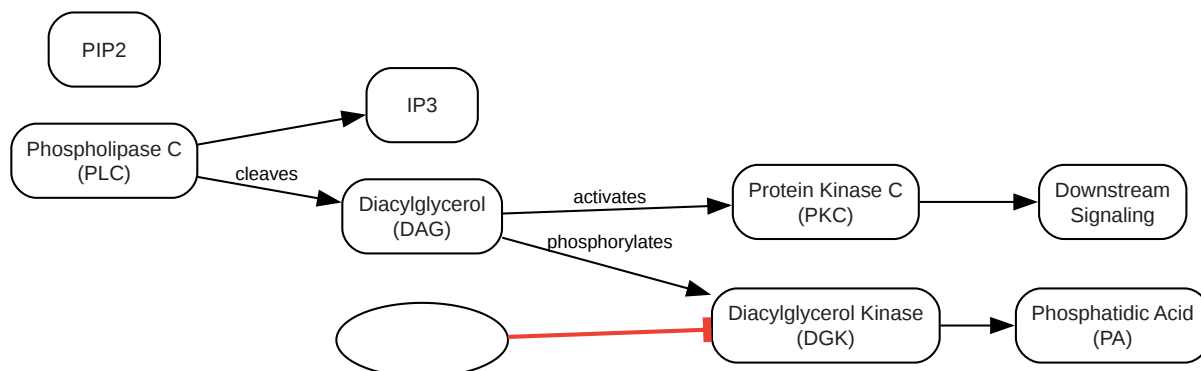 PIP2
IP3
Phospholipase C
(PLC)
cleaves
Diacylglycerol
(DAG)
activates
phosphorylates
Protein Kinase C
(PKC)
Downstream
Signaling
Diacylglycerol Kinase
(DGK)
Phosphatidic Acid
(PA)